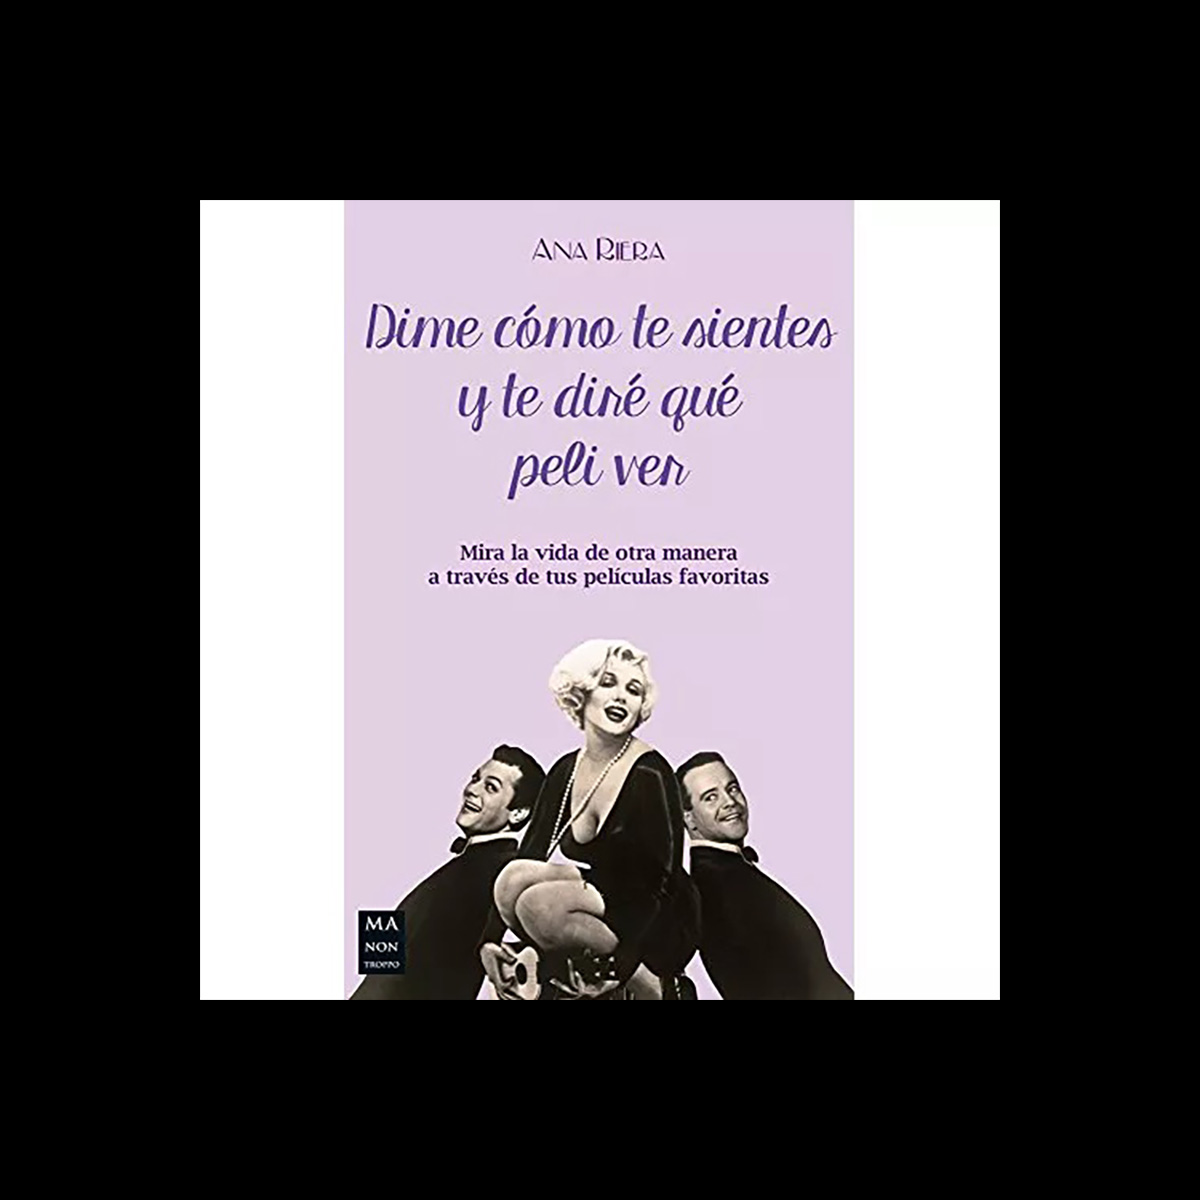 ANA RIERA
Dime cómo te sientes
y te diré qué
peli ver
Mira la vida de otra manera
a través de tus películas favoritas
MA
NON
TROPPO